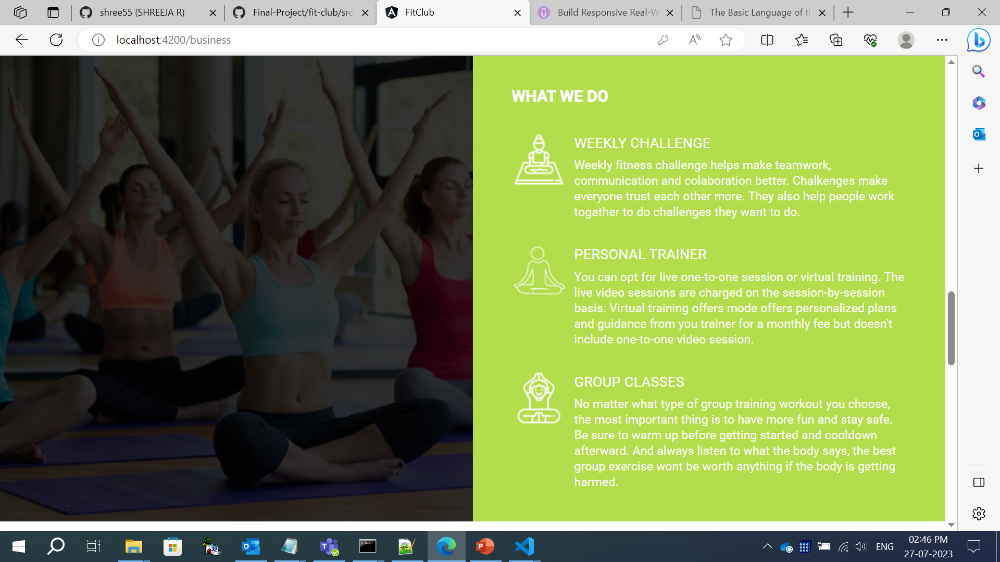 shree55 (SHREEJA R)
Final-Project/fit-club/src
FitClub
Build Responsive Real-W
The Basic Language of th
localhost:4200/business
WHAT WE DO
WEEKLY CHALLENGE
Weekly fitness challenge helps make teamwork,
communication and colaboration better. Chalkenges make
everyone trust each other more. They also help people work
togather to do challenges they want to do.
PERSONAL TRAINER
You can opt for live one-to-one session or virtual training. The
live video sessions are charged on the session-by-session
basis. Virtual training offers mode offers personalized plans
and guidance from you trainer for a monthly fee but doesn't
include one-to-one video session.
GROUP CLASSES
No matter what type of group training workout you choose,
the most important thing is to have more fun and stay safe.
Be sure to warm up before getting started and cooldown
afterward. And always listen to what the body says, the best
group exercise wont be worth anything if the body is getting
harmed.
ENG
02:46 PM
27-07-2023